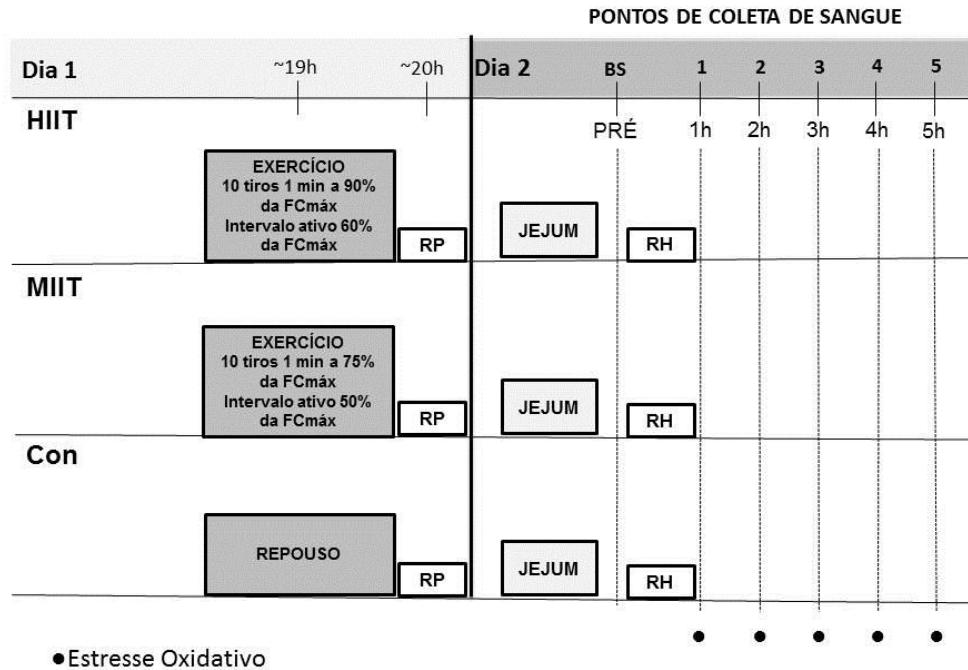 PONTOS DE COLETA DE SANGUE
Dia 1 ~19h ~20h Dia 2 BS 1 2 3 4 5
PRÉ 1h 2h 3h 4h 5h
HIIT
EXERCÍCIO
10 tiros 1 min a 90%
da FCmáx
Intervalo ativo 60%
da FCmáx
RP
JEJUM
RH
MIIT
EXERCÍCIO
10 tiros 1 min a 75%
da FCmáx
Intervalo ativo 50%
da FCmáx
RP
JEJUM
RH
Con
REPOUSO
RP
JEJUM
RH
●Estresse Oxidativo